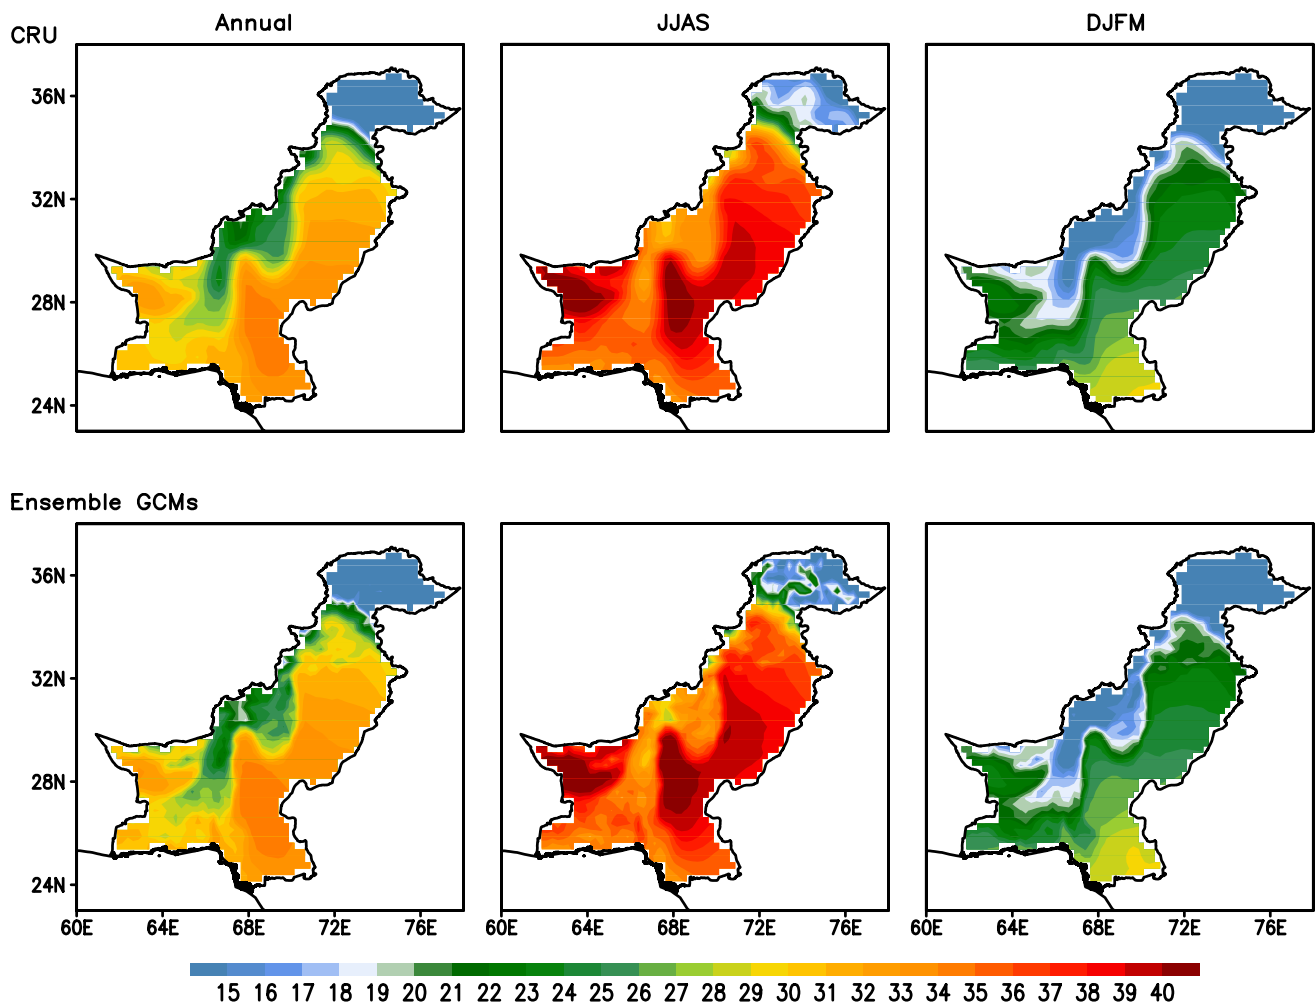 Annual JJAS DJFM
CRU
36N
32N
28N
24N
Ensemble GCMs
36N
32N
28N
24N
60E 64E 68E 72E 76E 60E 64E 68E 72E 76E 60E 64E 68E 72E 76E
15 16 17 18 19 20 21 22 23 24 25 26 27 28 29 30 31 32 33 34 35 36 37 38 39 40